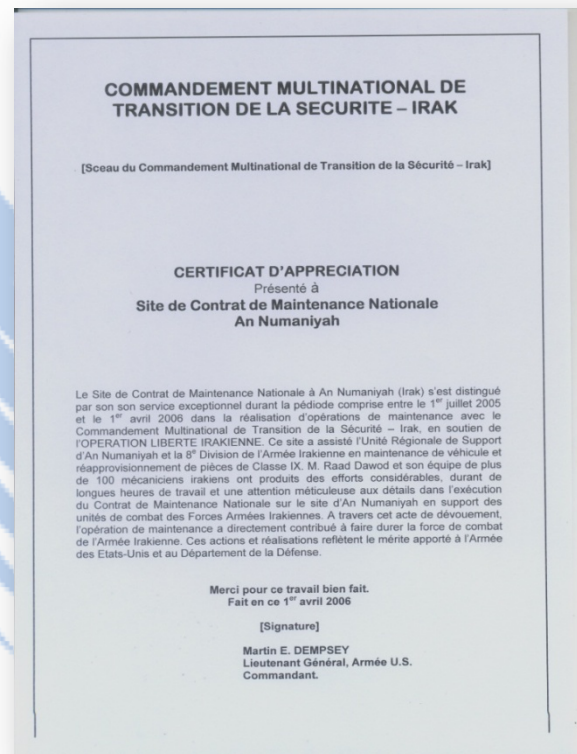 COMMANDEMENT MULTINATIONAL DE
TRANSITION DE LA SECURITE – IRAK
[Sceau du Commandement Multinational de Transition de la Sécurité – Irak]
CERTIFICAT D'APPRECIATION
Présenté à
Site de Contrat de Maintenance Nationale
An Numaniyah
Le Site de Contrat de Maintenance Nationale à An Numaniyah (Irak) s'est distingué
par son son service exceptionnel durant la pédiode comprise entre le 1er juillet 2005
et le 1er avril 2006 dans la réalisation d'opérations de maintenance avec le
Commandement Multinational de Transition de la Sécurité – Irak, en soutien de
l'OPERATION LIBERTE IRAKIENNE. Ce site a assisté l'Unité Régionale de Support
d'An Numaniyah et la 8e Division de l'Armée Irakienne en maintenance de véhicule et
réapprovisionnement de pièces de Classe IX. M. Raad Dawod et son équipe de plus
de 100 mécaniciens irakiens ont produits des efforts considérables, durant de
longues heures de travail et une attention méticuleuse aux détails dans l'exécution
du Contrat de Maintenance Nationale sur le site d'An Numaniyah en support des
unités de combat des Forces Armées Irakiennes. A travers cet acte de dévouement,
l'opération de maintenance a directement contribué à faire durer la force de combat
de l'Armée Irakienne. Ces actions et réalisations reflètent le mérite apporté à l'Armée
des Etats-Unis et au Département de la Défense.
Merci pour ce travail bien fait.
Fait en ce 1er avril 2006
[Signature]
Martin E. DEMPSEY
Lieutenant Général, Armée U.S.
Commandant.